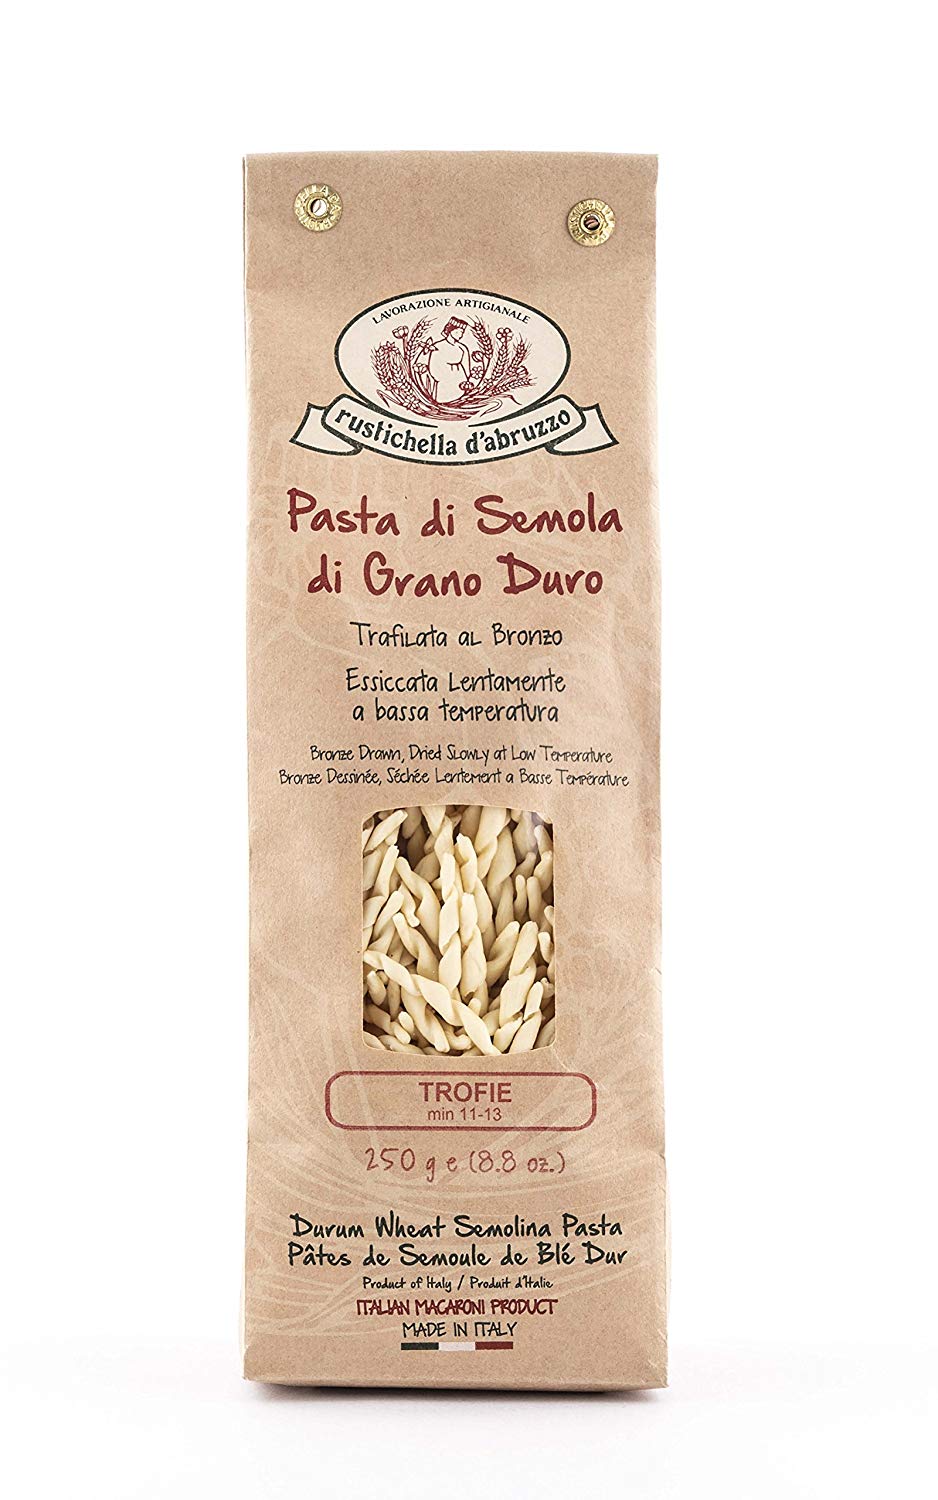 LAVORAZIONE ARTIGIANALE
rustichella d'abruzzo
Pasta di Semola
di Grano Duro
Trafilata al Bronzo
Essiccata Lentamente
a bassa temperatura
Bronze Drawn, Dried Slowly at Low Temperature
Bronze Dessinée, Séchée Lentement a Basse Température
TROFIE
min 11-13
250 g e (8.8 oz.)
Durum Wheat Semolina Pasta
Pâtes de Semoule de Blé Dur
Product of Italy / Produit d'Italie
ITALIAN MACARONI PRODUCT
MADE IN ITALY